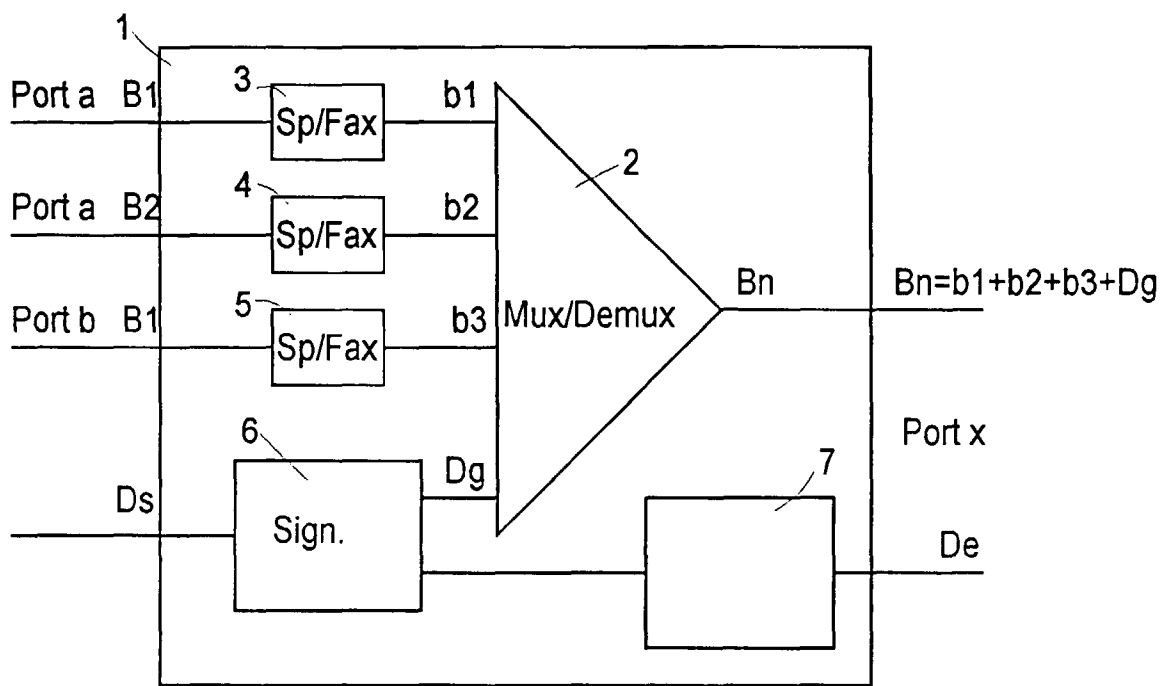 1
Port a B1
3
Sp/Fax
b1
2
Port a B2
4
Sp/Fax
b2
Port b B1
5
Sp/Fax
b3
Mux/Demux
Bn
Bn=b1+b2+b3+Dg
Port x
6
Ds
Sign.
Dg
7
De